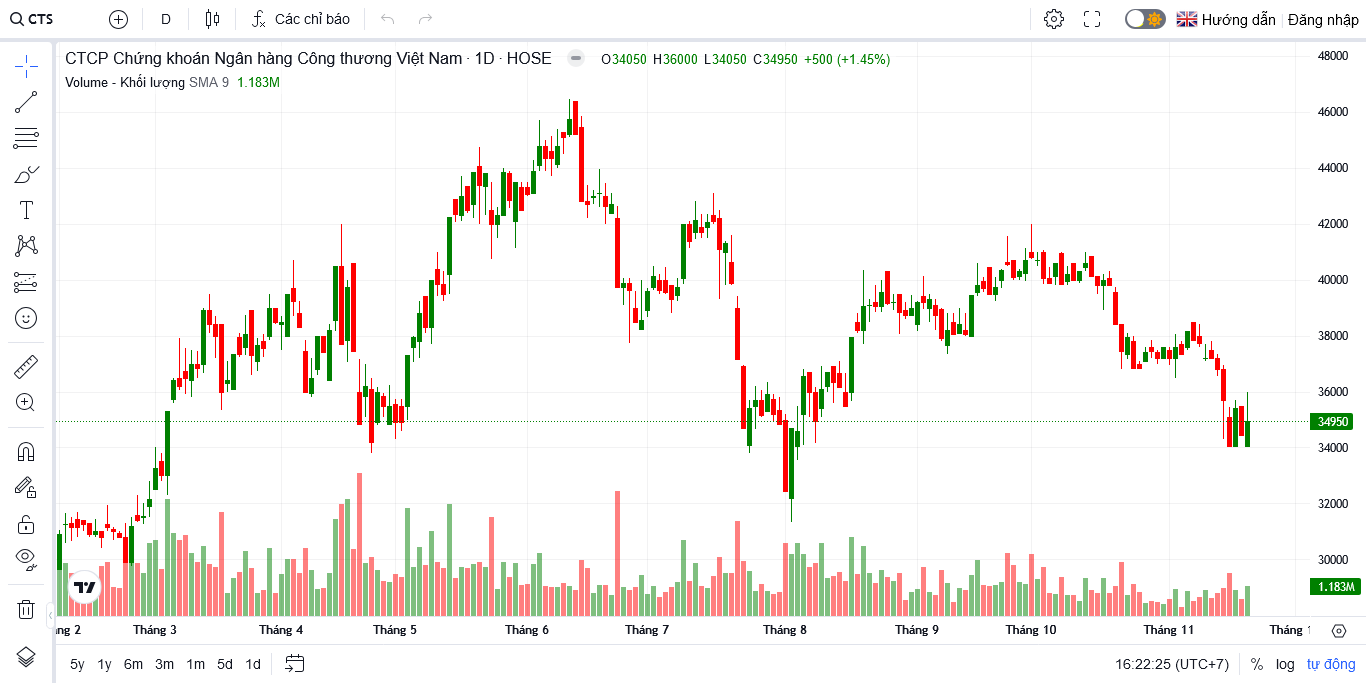 CTS D Các chỉ báo Hướng dẫn Đăng nhập
CTCP Chứng khoán Ngân hàng Công thương Việt Nam · 1D · HOSE O34050 H36000 L34050 C34950 +500 (+1.45%)
Volume - Khối lượng SMA 9 1.183M
48000
46000
44000
42000
40000
38000
36000
34950
34000
32000
30000
1.183M
ng 2 Tháng 3 Tháng 4 Tháng 5 Tháng 6 Tháng 7 Tháng 8 Tháng 9 Tháng 10 Tháng 11 Tháng 1
5y 1y 6m 3m 1m 5d 1d 16:22:25 (UTC+7) % log tự động